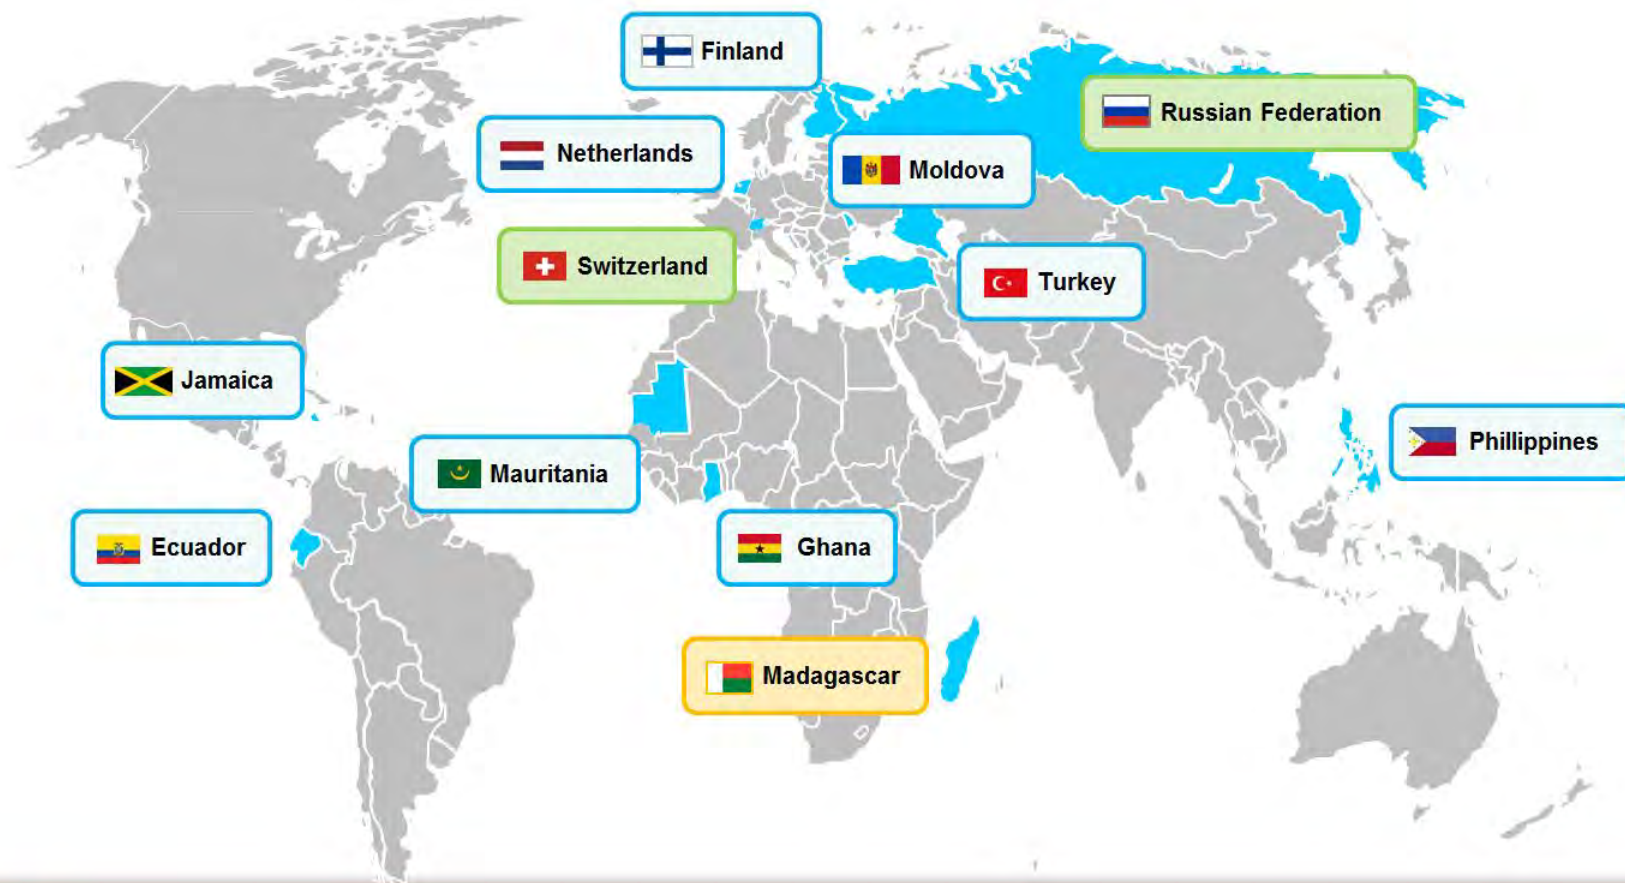 Finland
Russian Federation
Netherlands
Moldova
Switzerland
Turkey
Jamaica
Phillippines
Mauritania
Ecuador
Ghana
Madagascar